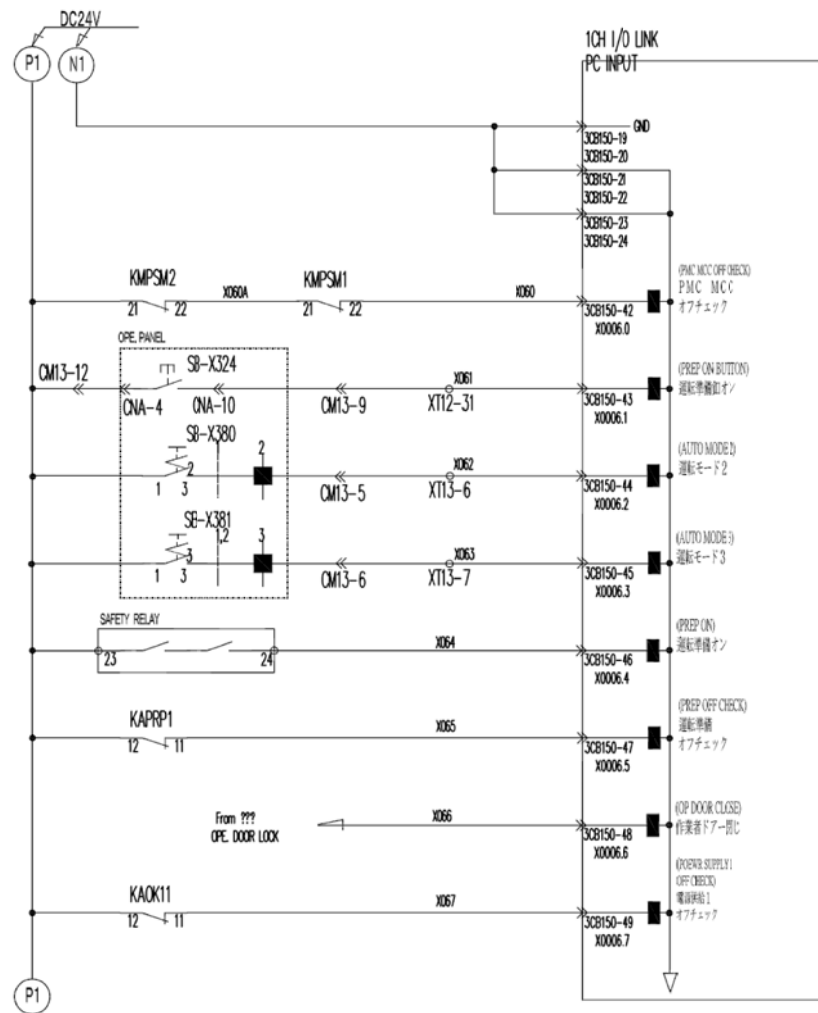 DC24V
P1
N1
1CH I/O LINK
PC INPUT
GND
3CB150-19
3CB150-20
3CB150-21
3CB150-22
3CB150-23
3CB150-24
KMPSM2
21 22
X060A
KMPSM1
21 22
X060
3CB150-42
X0006.0
(PMC MCC OFF CHECK)
PMC MCC
オフチェック
OPE. PANEL
CM13-12
SB-X324
CNA-4
CNA-10
CM13-9
X061
XT12-31
3CB150-43
X0006.1
(PREP ON BUTTON)
運転準備釦オン
SB-X380
2
2
1 3
CM13-5
X062
XT13-6
3CB150-44
X0006.2
(AUTO MODE 2)
運転モード2
SB-X381
1,2
3
3
1 3
CM13-6
X063
XT13-7
3CB150-45
X0006.3
(AUTO MODE 3)
運転モード3
SAFETY RELAY
23
24
X064
3CB150-46
X0006.4
(PREP ON)
運転準備オン
KAPRP1
12 11
X065
3CB150-47
X0006.5
(PREP OFF CHECK)
運転準備
オフチェック
From ???
OPE. DOOR LOCK
X066
3CB150-48
X0006.6
(OP DOOR CLOSE)
作業者ドアー閉じ
KAOK11
12 11
X067
3CB150-49
X0006.7
(POEWR SUPPLY 1
OFF CHECK)
電源供給1
オフチェック
P1